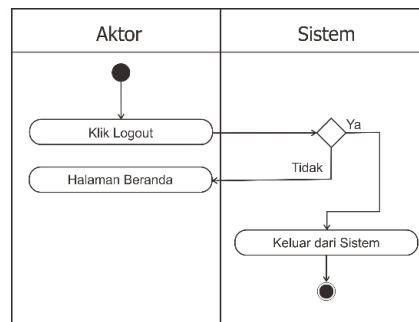 Aktor
Sistem
Klik Logout
Ya
Tidak
Halaman Beranda
Keluar dari Sistem